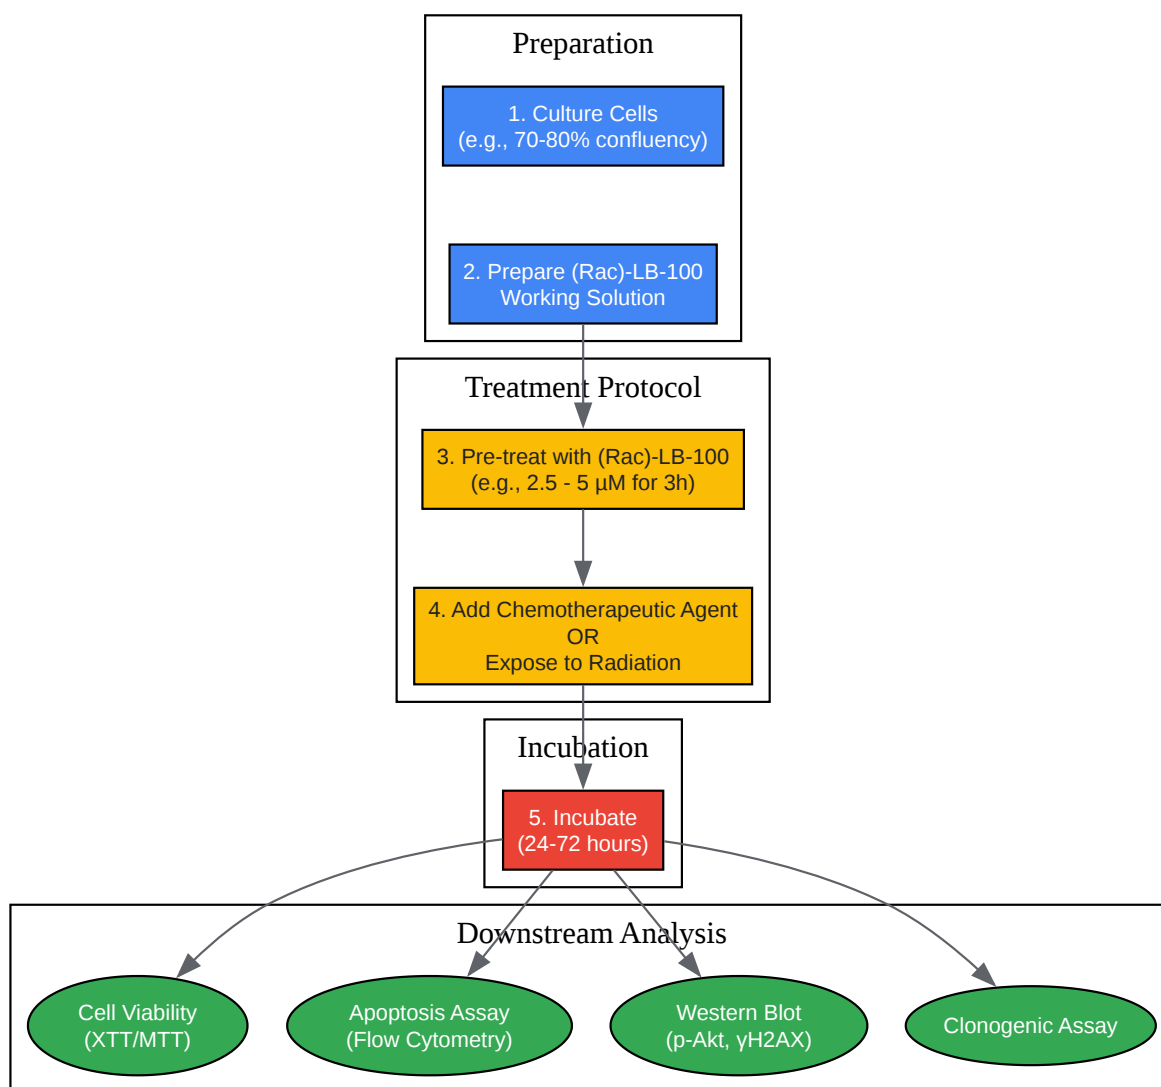 Preparation
1. Culture Cells
(e.g., 70-80% confluency)
2. Prepare (Rac)-LB-100
Working Solution
Treatment Protocol
3. Pre-treat with (Rac)-LB-100
(e.g., 2.5 - 5 µM for 3h)
4. Add Chemotherapeutic Agent
OR
Expose to Radiation
Incubation
5. Incubate
(24-72 hours)
Downstream Analysis
Cell Viability
(XTT/MTT)
Apoptosis Assay
(Flow Cytometry)
Western Blot
(p-Akt, γH2AX)
Clonogenic Assay